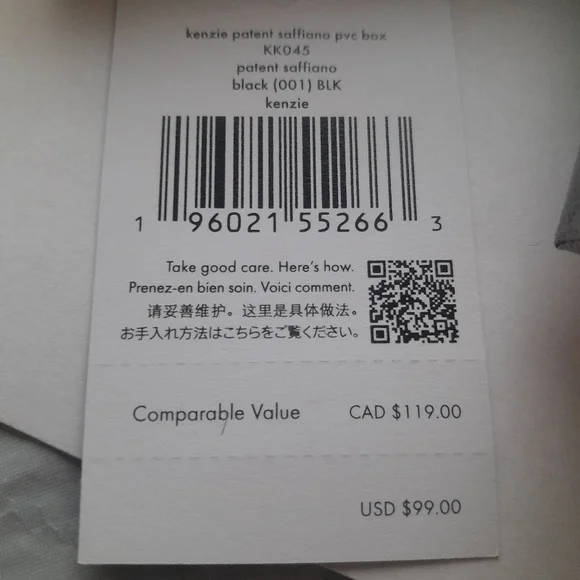 kenzie patent saffiano pvc box
KK045
patent saffiano
black (001) BLK
kenzie
1 96021 55266 3
Take good care. Here's how.
Prenez-en bien soin. Voici comment.
请妥善维护。这里是具体做法。
お手入れ方法はこちらをご覧ください。
Comparable Value CAD $119.00
USD $99.00